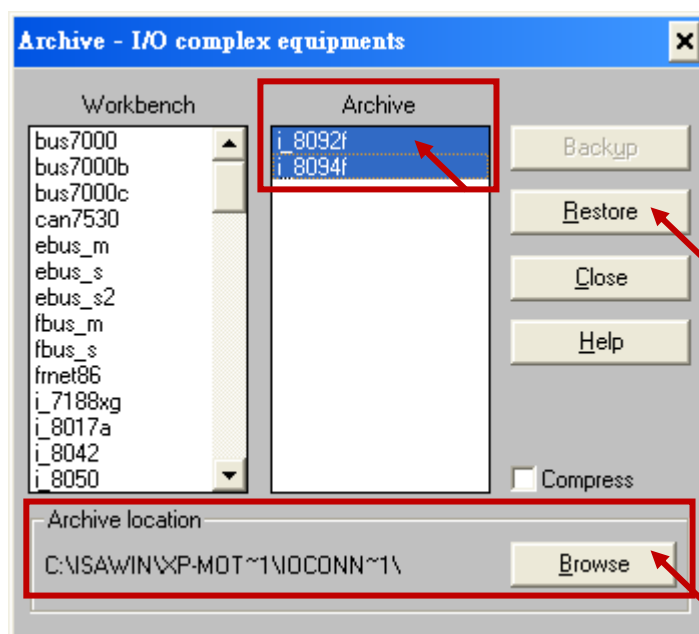 Archive - I/O complex equipments
Workbench
bus7000
bus7000b
bus7000c
can7530
ebus_m
ebus_s
ebus_s2
fbus_m
fbus_s
frnet86
i_7188xg
i_8017a
i_8042
i_8050
Archive
i_8092f
i_8094f
Backup
Restore
Close
Help
Compress
Archive location
C:\ISAWIN\XP-MOT~1\IOCONN~1\
Browse